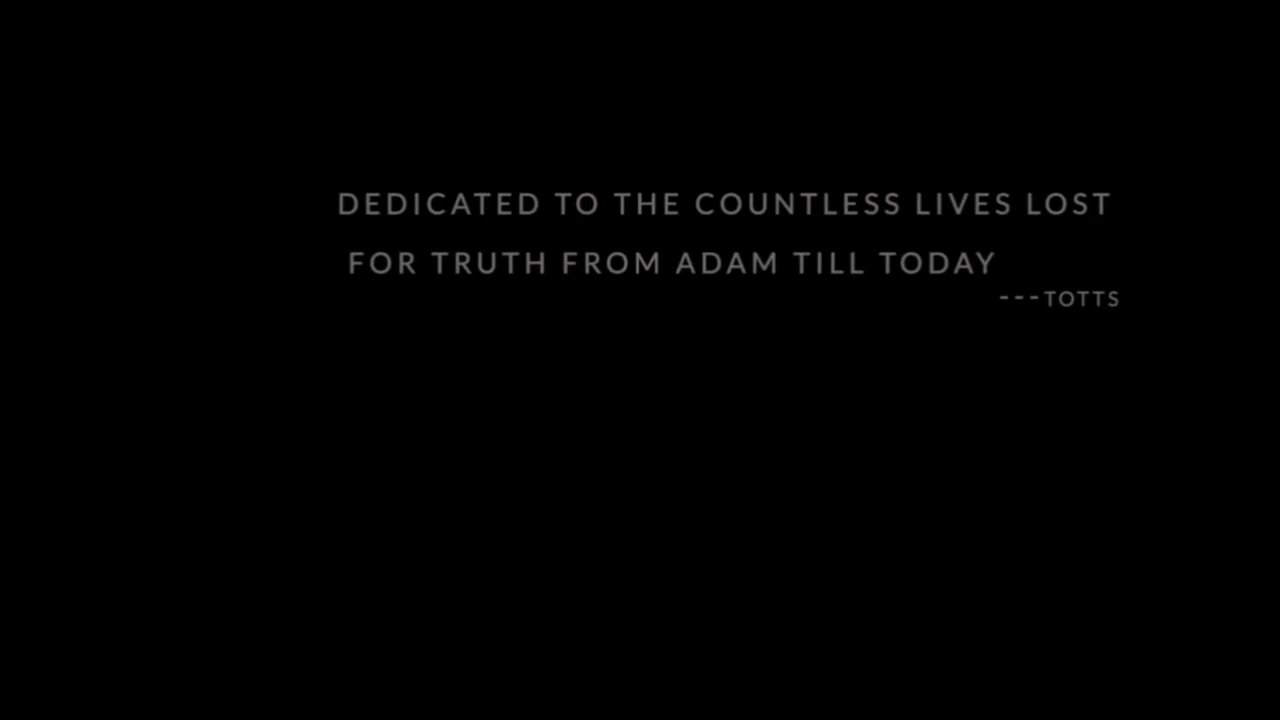 DEDICATED TO THE COUNTLESS LIVES LOST
FOR TRUTH FROM ADAM TILL TODAY
---TOTTS